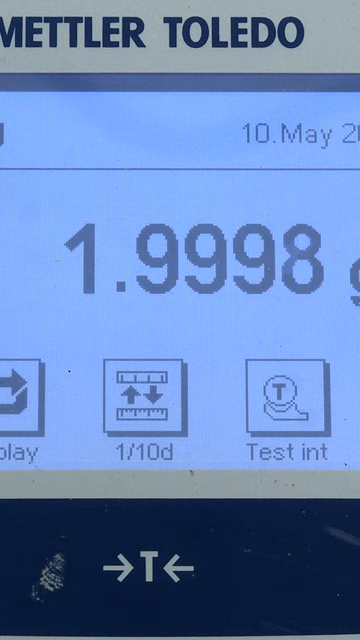 METTLER TOLEDO
10.May 20
1.9998 g
play 1/10d Test int
→T←